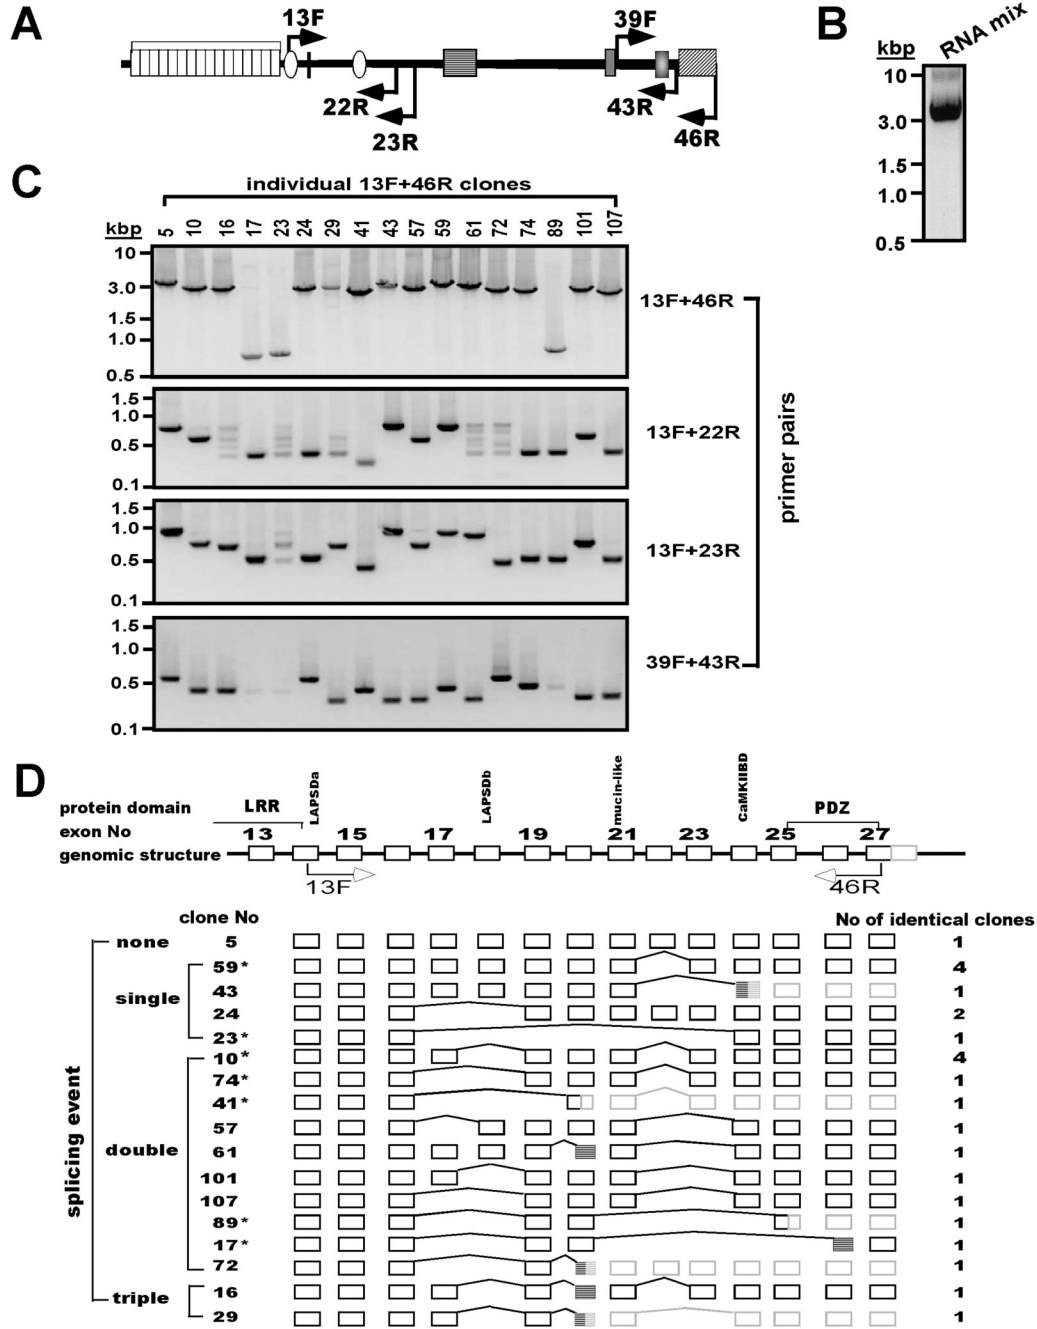 A
13F
39F
22R
23R
43R
46R
B
kbp
RNA mix
10
3.0
1.5
1.0
0.5
C
individual 13F+46R clones
kbp
5 10 16 17 23 24 29 41 43 57 59 61 72 74 89 101 107
10
3.0
1.5
1.0
0.5
13F+46R
1.5
1.0
0.5
0.1
13F+22R
1.5
1.0
0.5
0.1
13F+23R
1.5
1.0
0.5
0.1
39F+43R
primer pairs
D
protein domain LRR LAPSDa LAPSDb mucin-like CaMKIIBD PDZ
exon No 13 15 17 19 21 23 25 27
genomic structure
13F 46R
clone No No of identical clones
splicing event
none 5 1
59* 4
single 43 1
24 2
23* 1
10* 4
74* 1
41* 1
57 1
double 61 1
101 1
107 1
89* 1
17* 1
72 1
triple 16 1
29 1